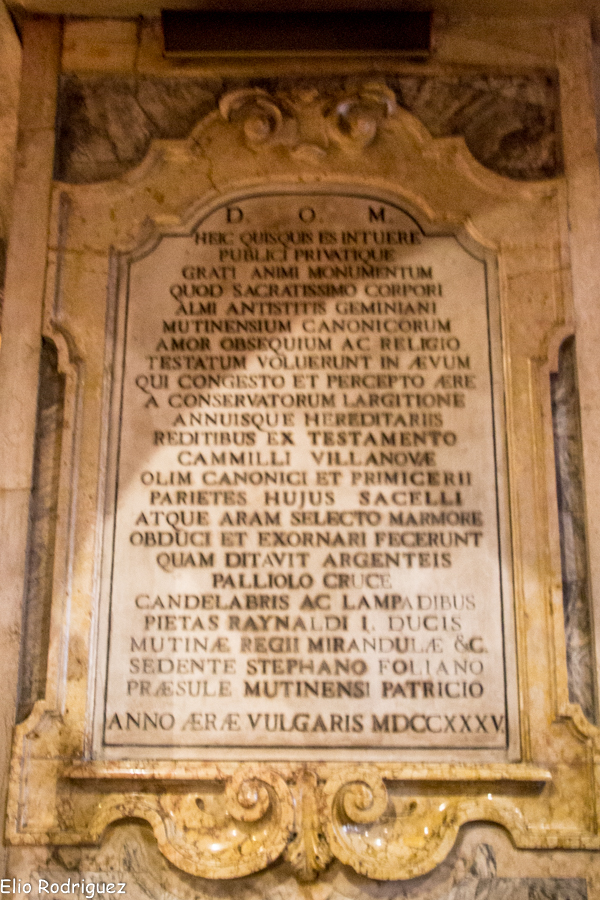 D. O. M.
HEIC QUISQUIS ES INTUERE
PUBLICI PRIVATIQUE
GRATI ANIMI MONUMENTUM
QUOD SACRATISSIMO CORPORI
ALMI ANTISTITIS GEMINIANI
MUTINENSIUM CANONICORUM
AMOR OBSEQUIUM AC RELIGIO
TESTATUM VOLUERUNT IN ÆVUM
QUI CONGESTO ET PERCEPTO ÆRE
A CONSERVATORUM LARGITIONE
ANNUISQUE HEREDITARIIS
REDITIBUS EX TESTAMENTO
CAMMILLI VILLANOVÆ
OLIM CANONICI ET PRIMICERII
PARIETES HUJUS SACELLI
ATQUE ARAM SELECTO MARMORE
OBDUCI ET EXORNARI FECERUNT
QUAM DITAVIT ARGENTEIS
PALLIOLO CRUCE
CANDELABRIS AC LAMPADIBUS
PIETAS RAYNALDI I. DUCIS
MUTINÆ REGII MIRANDULÆ &C.
SEDENTE STEPHANO FOLIANO
PRÆSULE MUTINENSI PATRICIO
ANNO ÆRÆ VULGARIS MDCCXXXV.
Elio Rodriguez